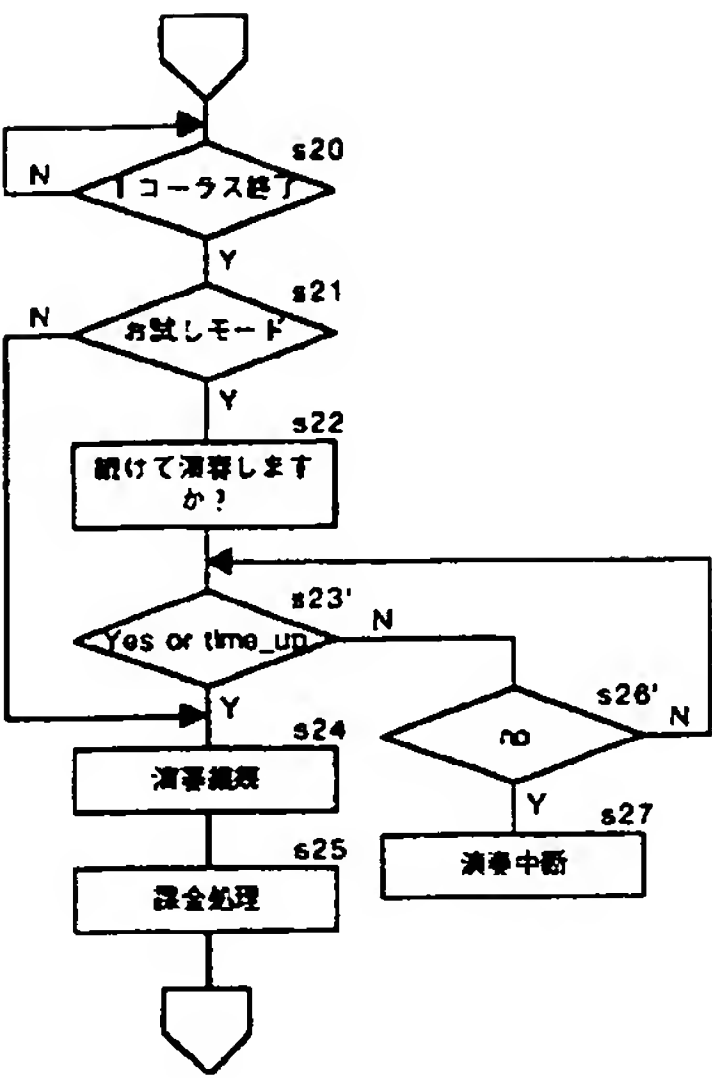 s20
N
1コーラス終了
Y
s21
N
お試しモード
Y
s22
続けて演奏します
か?
s23'
N
Yes or time_up
Y
s26'
N
no
s24
演奏継続
Y
s27
演奏中断
s25
課金処理